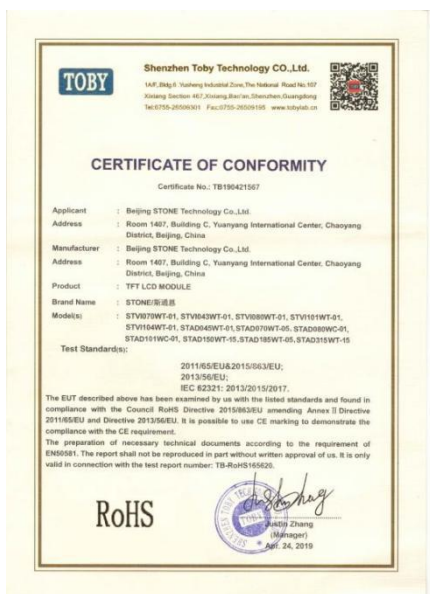 TOBY
Shenzhen Toby Technology CO.,Ltd.
1A/F, Bldg.6 Yusheng Industrial Zone, The National Road No.107
Xixiang Section 467, Xixiang, Bao'an, Shenzhen, Guangdong
Tel:0755-26509301 Fax:0755-26509195 www.tobylab.cn
CERTIFICATE OF CONFORMITY
Certificate No.: TB190421567
Applicant : Beijing STONE Technology Co.,Ltd.
Address : Room 1407, Building C, Yuanyang International Center, Chaoyang
District, Beijing, China
Manufacturer : Beijing STONE Technology Co.,Ltd.
Address : Room 1407, Building C, Yuanyang International Center, Chaoyang
District, Beijing, China
Product : TFT LCD MODULE
Brand Name : STONE/斯通恩
Model(s) : STVI070WT-01, STVI043WT-01, STVI080WT-01, STVI101WT-01,
STVI104WT-01, STAD045WT-01, STAD070WT-05. STAD080WC-01,
STAD101WC-01, STAD150WT-15. STAD185WT-05, STAD315WT-15
Test Standard(s):
2011/65/EU&2015/863/EU;
2013/56/EU;
IEC 62321: 2013/2015/2017.
The EUT described above has been examined by us with the listed standards and found in
compliance with the Council RoHS Directive 2015/863/EU amending Annex II Directive
2011/65/EU and Directive 2013/56/EU. It is possible to use CE marking to demonstrate the
compliance with the CE requirement.
The preparation of necessary technical documents according to the requirement of
EN50581. The report shall not be reproduced in part without written approval of us. It is only
valid in connection with the test report number: TB-RoHS165620.
RoHS
TOBY
Justin Zhang
(Manager)
Apr. 24, 2019